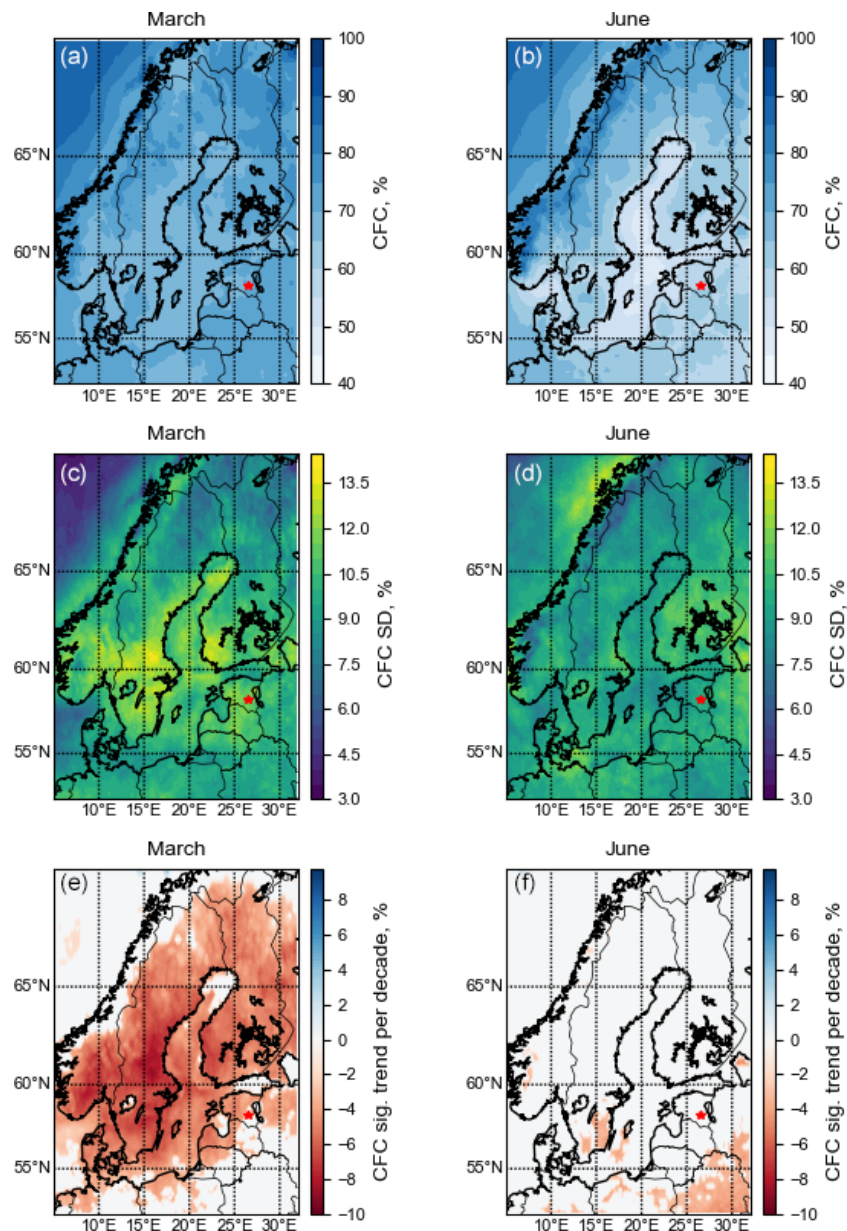 March
June
(a)
(b)
65°N
60°N
55°N
10°E 15°E 20°E 25°E 30°E
100
90
80
70
60
50
40
CFC, %
65°N
60°N
55°N
10°E 15°E 20°E 25°E 30°E
100
90
80
70
60
50
40
CFC, %
March
June
(c)
(d)
65°N
60°N
55°N
10°E 15°E 20°E 25°E 30°E
13.5
12.0
10.5
9.0
7.5
6.0
4.5
3.0
CFC SD, %
65°N
60°N
55°N
10°E 15°E 20°E 25°E 30°E
13.5
12.0
10.5
9.0
7.5
6.0
4.5
3.0
CFC SD, %
March
June
(e)
(f)
65°N
60°N
55°N
10°E 15°E 20°E 25°E 30°E
8
6
4
2
0
−2
−4
−6
−8
−10
CFC sig. trend per decade, %
65°N
60°N
55°N
10°E 15°E 20°E 25°E 30°E
8
6
4
2
0
−2
−4
−6
−8
−10
CFC sig. trend per decade, %